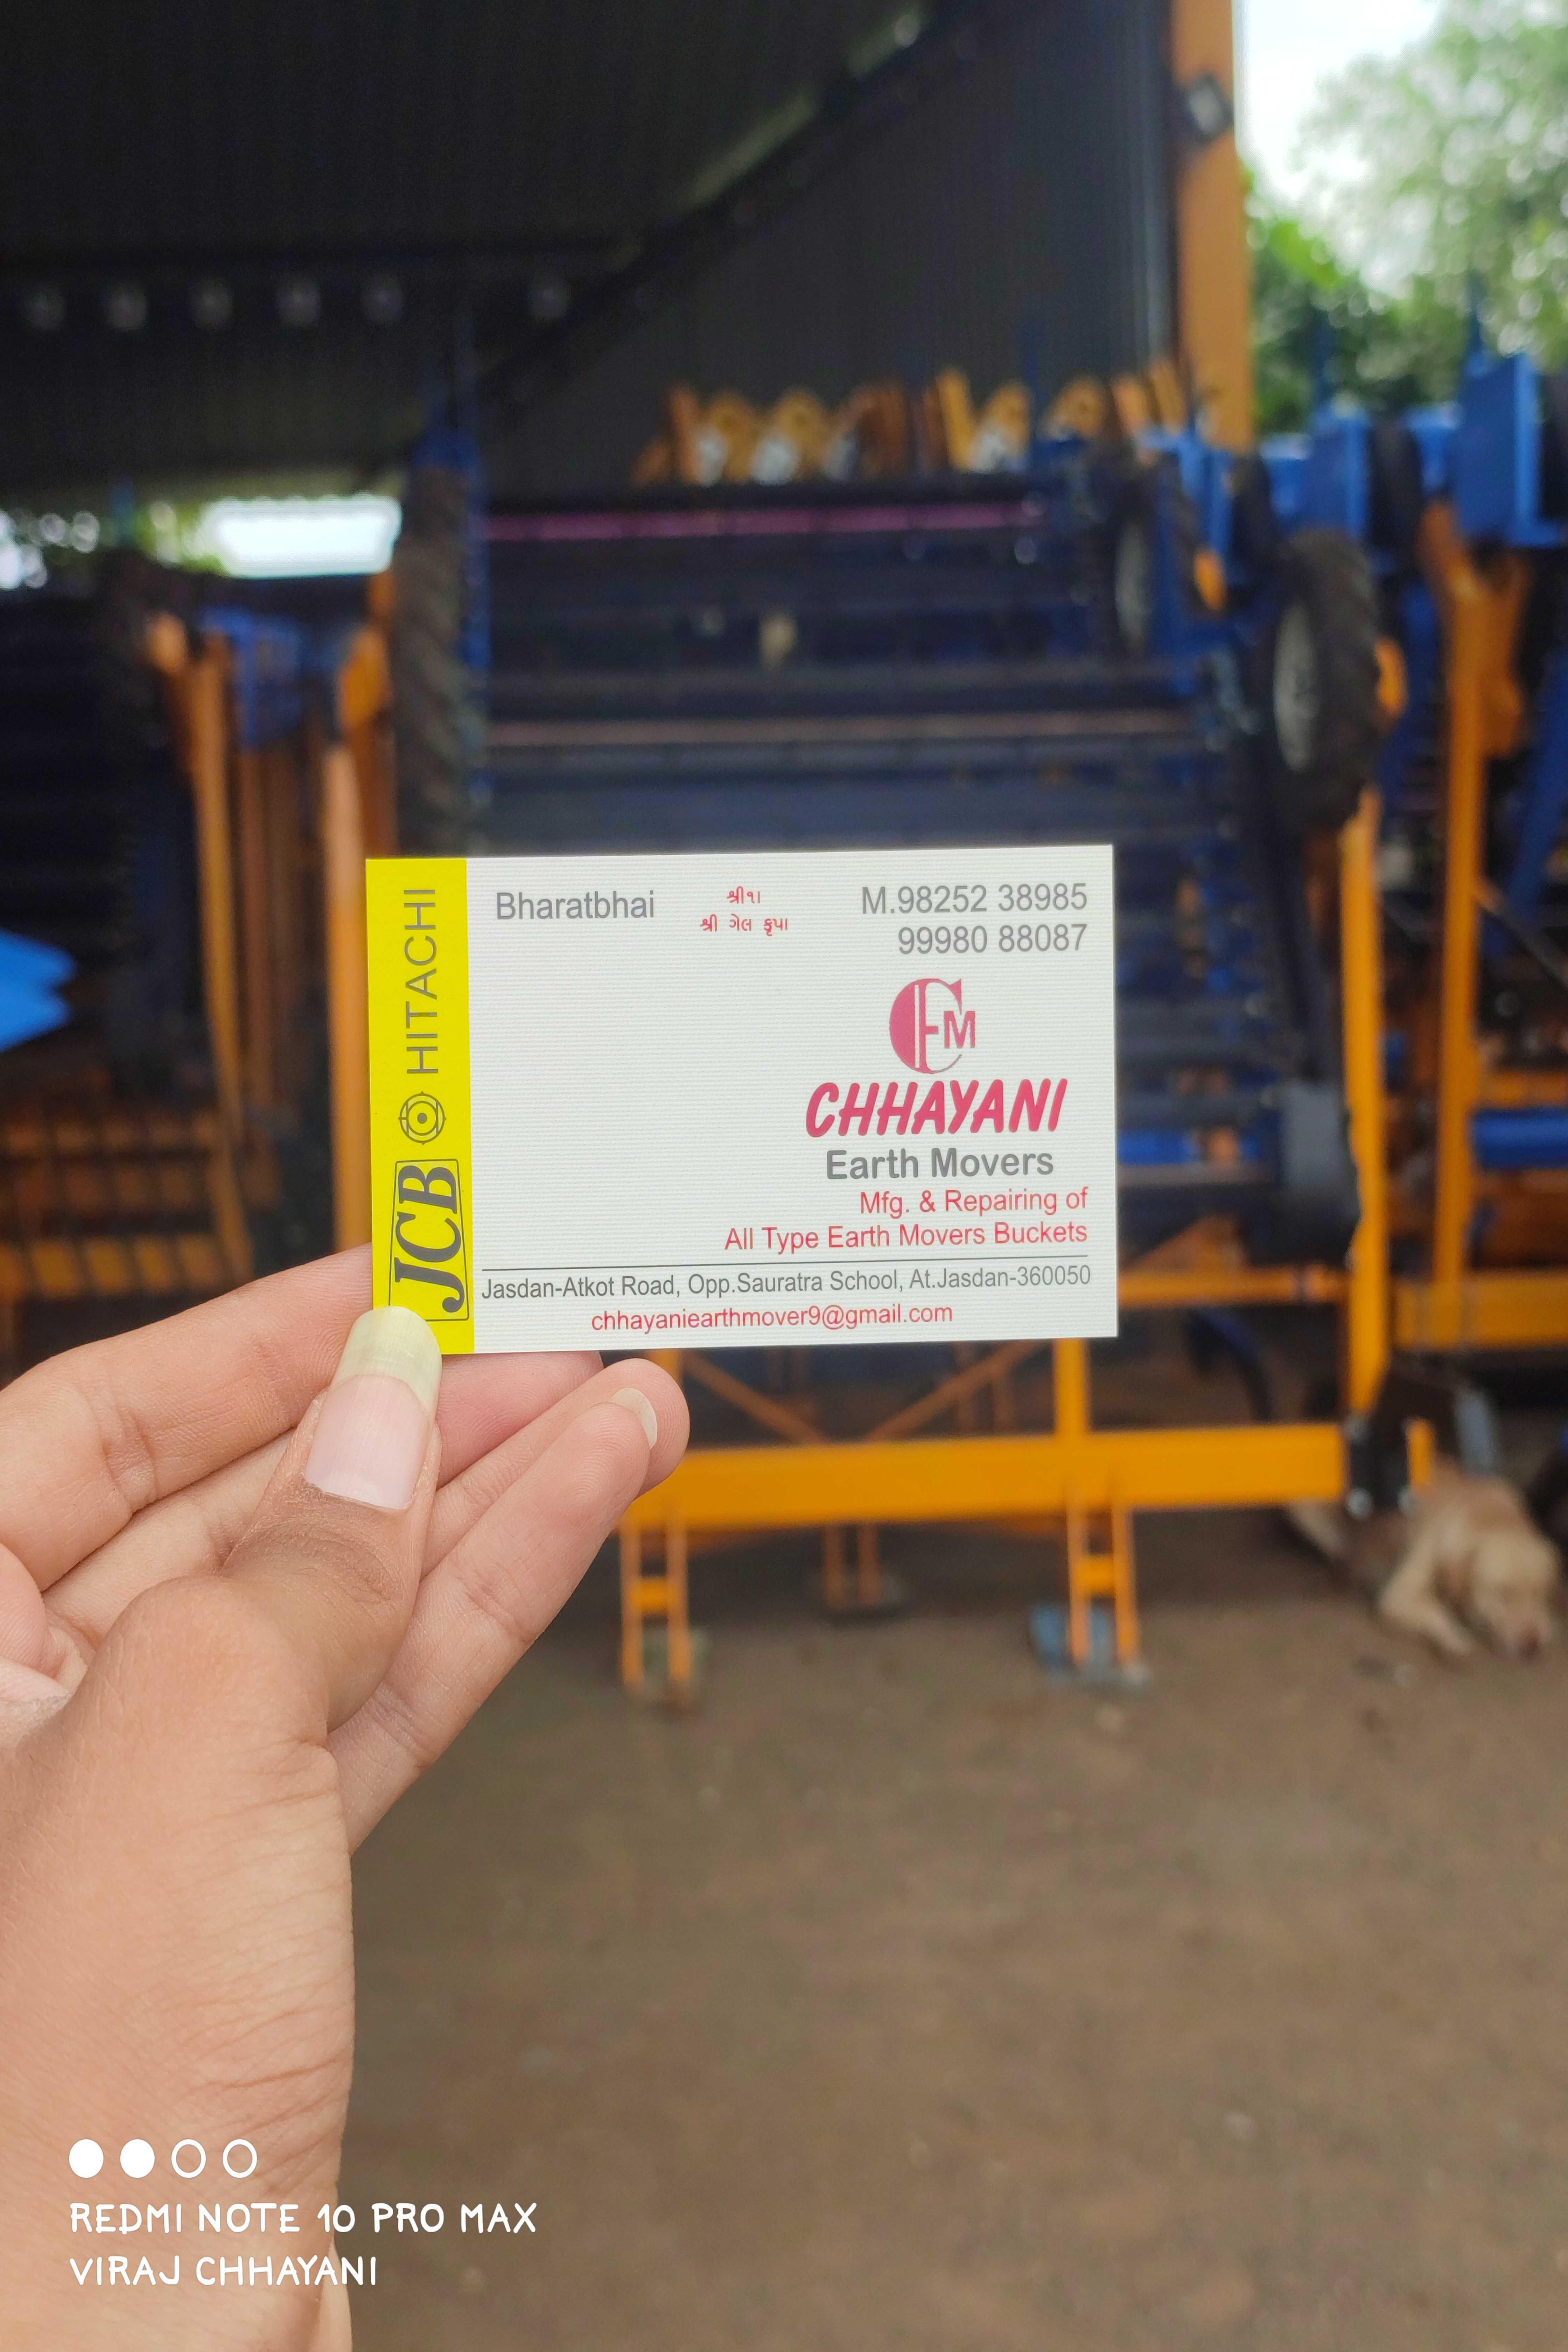 Bharatbhai
શ્રી૧ા
શ્રી ગેલ કૃપા
M.98252 38985
99980 88087
HITACHI
JCB
CEM
CHHAYANI
Earth Movers
Mfg. & Repairing of
All Type Earth Movers Buckets
Jasdan-Atkot Road, Opp.Sauratra School, At.Jasdan-360050
chhayaniearthmover9@gmail.com
REDMI NOTE 10 PRO MAX
VIRAJ CHHAYANI